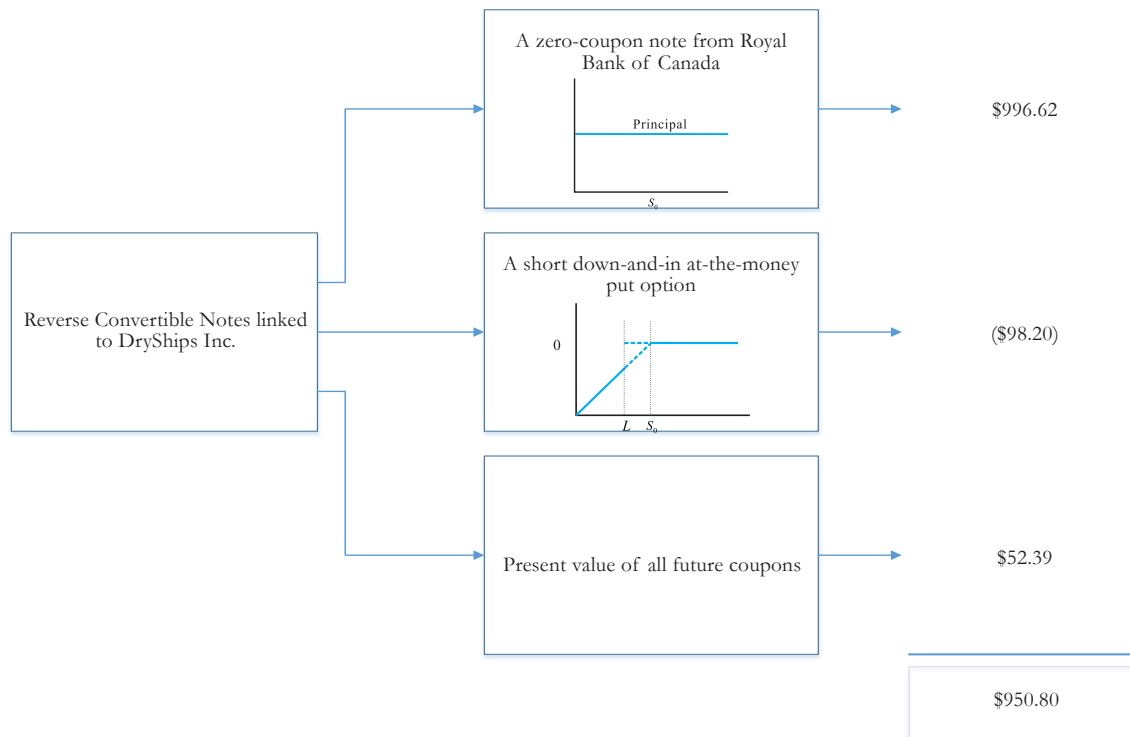 A zero-coupon note from Royal
Bank of Canada
Principal
S₀
$996.62
Reverse Convertible Notes linked
to DryShips Inc.
A short down-and-in at-the-money
put option
0
L S₀
($98.20)
Present value of all future coupons
$52.39
$950.80